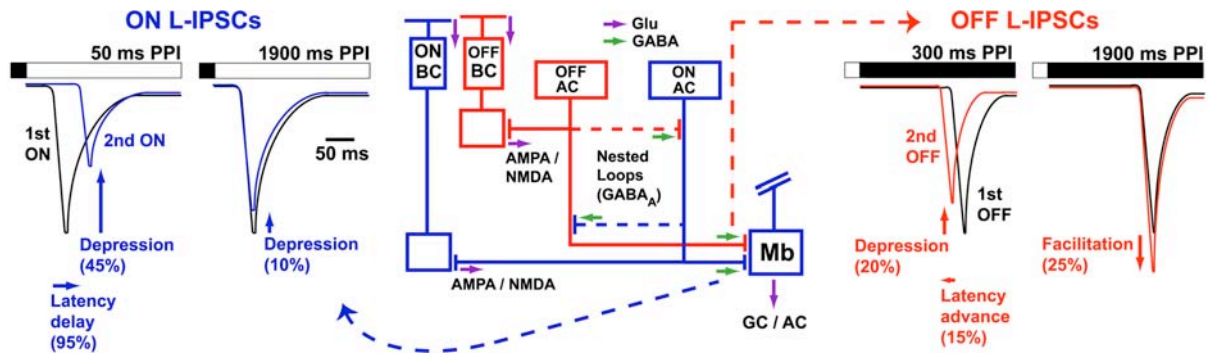 ON L-IPSCs
50 ms PPI
1900 ms PPI
1st
ON
2nd ON
50 ms
Depression
(45%)
Depression
(10%)
Latency
delay
(95%)
ON
BC
OFF
BC
Glu
GABA
OFF
AC
ON
AC
AMPA /
NMDA
Nested
Loops
(GABAA)
AMPA / NMDA
Mb
GC / AC
OFF L-IPSCs
300 ms PPI
1900 ms PPI
2nd
OFF
1st
OFF
Depression
(20%)
Facilitation
(25%)
Latency
advance
(15%)